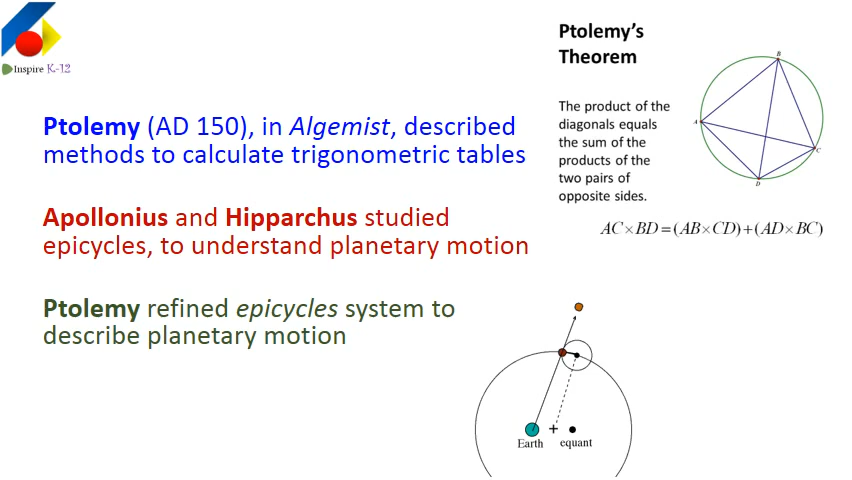 Inspire K-12
Ptolemy (AD 150), in Algemist, described
methods to calculate trigonometric tables
Apollonius and Hipparchus studied
epicycles, to understand planetary motion
Ptolemy refined epicycles system to
describe planetary motion
Ptolemy's
Theorem
The product of the
diagonals equals
the sum of the
products of the
two pairs of
opposite sides.
B
A
C
D
AC×BD=(AB×CD)+(AD×BC)
Earth
equant